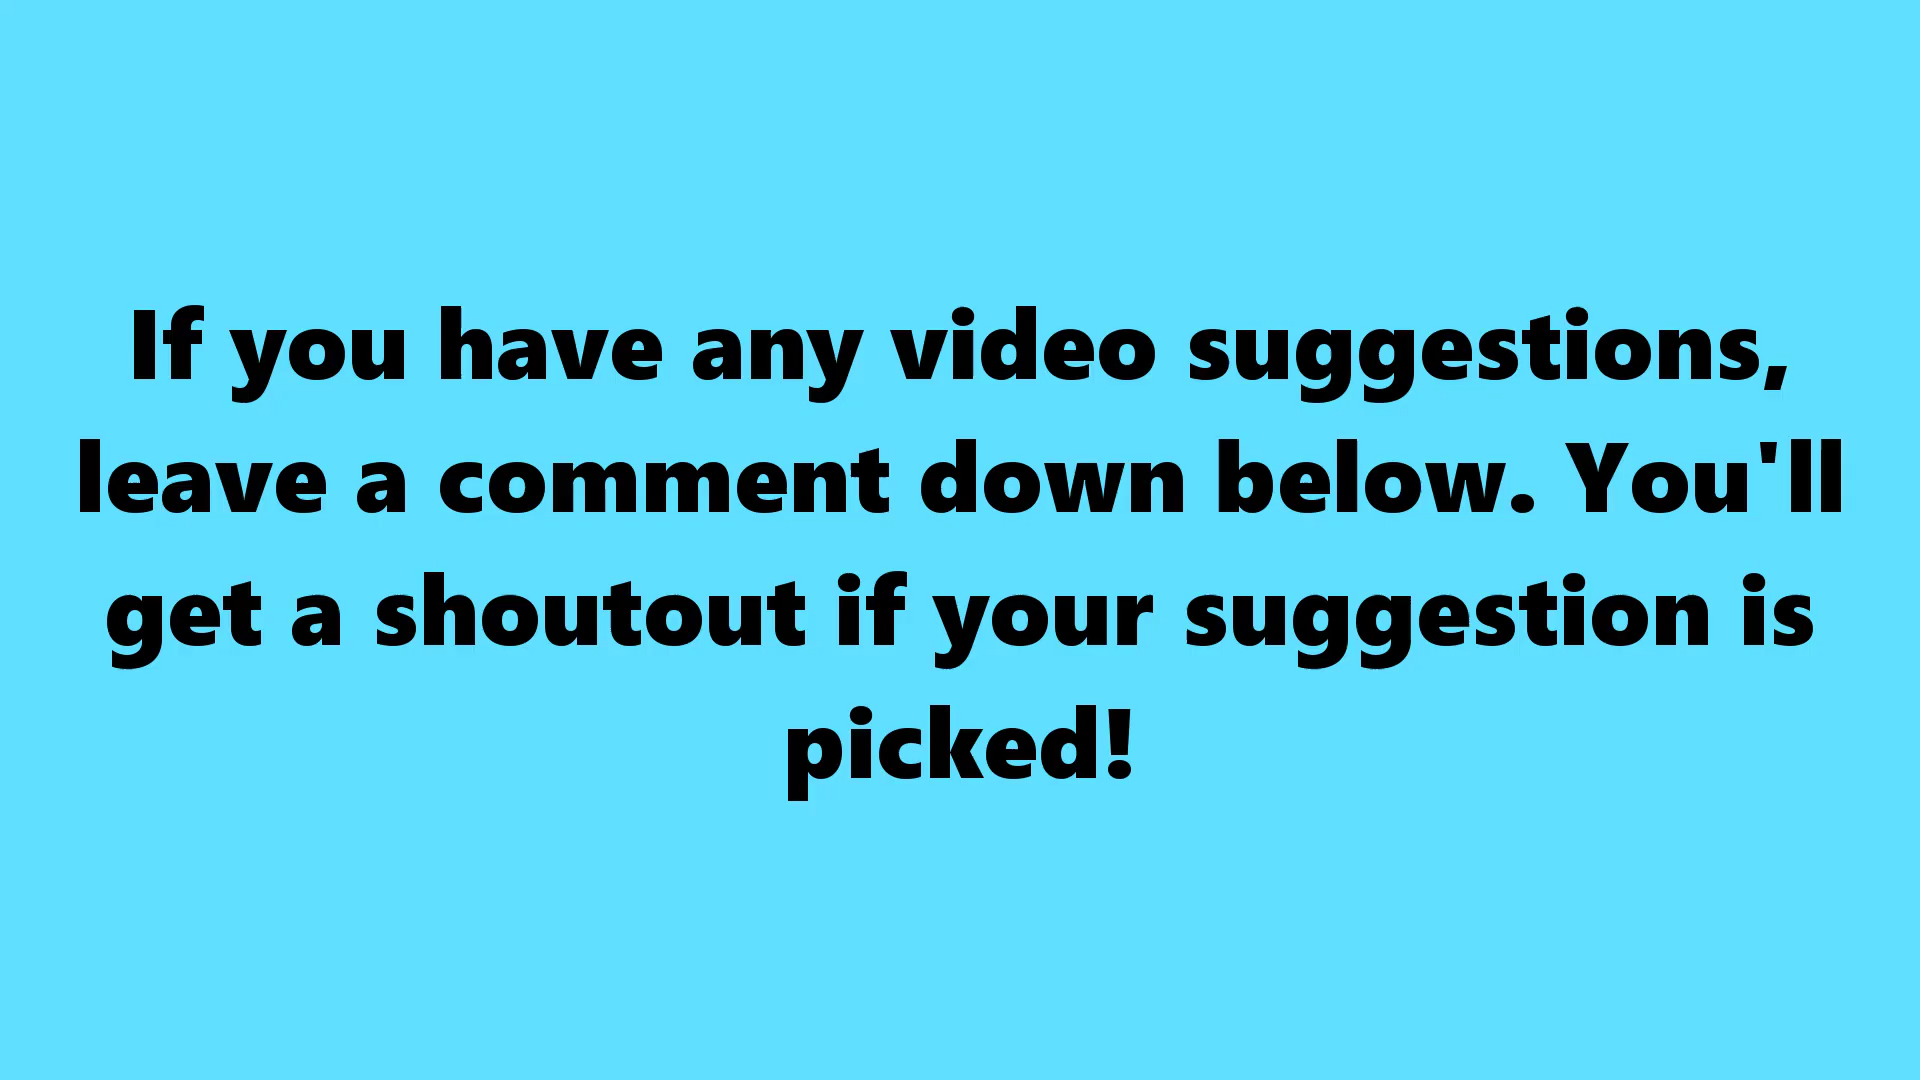 If you have any video suggestions,
leave a comment down below. You'll
get a shoutout if your suggestion is
picked!